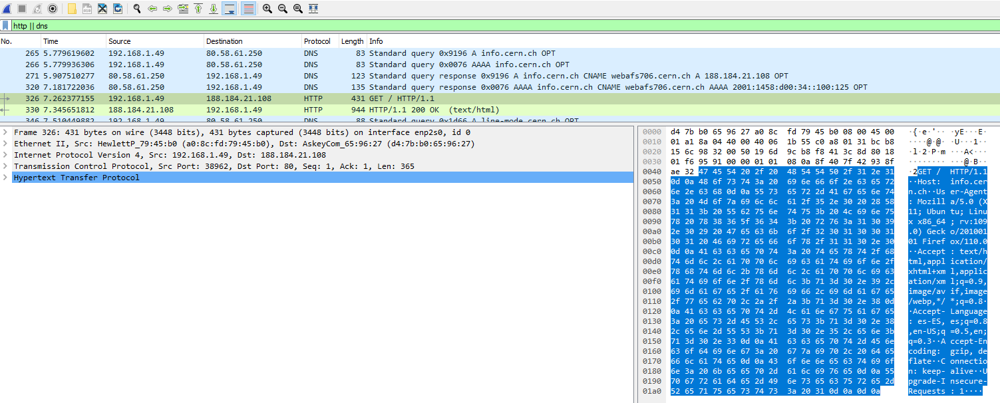 http || dns
No. Time Source Destination Protocol Length Info
265 5.779619602 192.168.1.49 80.58.61.250 DNS 83 Standard query 0x9196 A info.cern.ch OPT
266 5.779936306 192.168.1.49 80.58.61.250 DNS 83 Standard query 0x0076 AAAA info.cern.ch OPT
271 5.907510277 80.58.61.250 192.168.1.49 DNS 123 Standard query response 0x9196 A info.cern.ch CNAME webafs706.cern.ch A 188.184.21.108 OPT
320 7.181722036 80.58.61.250 192.168.1.49 DNS 135 Standard query response 0x0076 AAAA info.cern.ch CNAME webafs706.cern.ch AAAA 2001:1458:d00:34::100:125 OPT
326 7.262377155 192.168.1.49 188.184.21.108 HTTP 431 GET / HTTP/1.1
330 7.345651812 188.184.21.108 192.168.1.49 HTTP 944 HTTP/1.1 200 OK (text/html)
346 7.510449882 192.168.1.49 80.58.61.250 DNS 88 Standard query 0x1d66 A line-mode.cern.ch OPT
Frame 326: 431 bytes on wire (3448 bits), 431 bytes captured (3448 bits) on interface enp2s0, id 0
Ethernet II, Src: HewlettP_79:45:b0 (a0:8c:fd:79:45:b0), Dst: AskeyCom_65:96:27 (d4:7b:b0:65:96:27)
Internet Protocol Version 4, Src: 192.168.1.49, Dst: 188.184.21.108
Transmission Control Protocol, Src Port: 38962, Dst Port: 80, Seq: 1, Ack: 1, Len: 365
Hypertext Transfer Protocol
0000 d4 7b b0 65 96 27 a0 8c fd 79 45 b0 08 00 45 00 ·{·e·'·· ·yE···E·
0010 01 a1 8a 04 40 00 40 06 1b 55 c0 a8 01 31 bc b8 ····@·@· ·U···1··
0020 15 6c 98 32 00 50 19 6d 9c b8 f8 41 3c 8d 80 18 ·l·2·P·m ···A<···
0030 01 f6 95 91 00 00 01 01 08 0a 8f 40 7f 42 93 8f ········ ···@·B··
0040 ae 32 47 45 54 20 2f 20 48 54 54 50 2f 31 2e 31 ·2GET / HTTP/1.1
0050 0d 0a 48 6f 73 74 3a 20 69 6e 66 6f 2e 63 65 72 ··Host: info.cer
0060 6e 2e 63 68 0d 0a 55 73 65 72 2d 41 67 65 6e 74 n.ch··Us er-Agent
0070 3a 20 4d 6f 7a 69 6c 6c 61 2f 35 2e 30 20 28 58 : Mozill a/5.0 (X
0080 31 31 3b 20 55 62 75 6e 74 75 3b 20 4c 69 6e 75 11; Ubun tu; Linu
0090 78 20 78 38 36 5f 36 34 3b 20 72 76 3a 31 30 39 x x86_64 ; rv:109
00a0 2e 30 29 20 47 65 63 6b 6f 2f 32 30 31 30 30 31 .0) Geck o/201001
00b0 30 31 20 46 69 72 65 66 6f 78 2f 31 31 30 2e 30 01 Firef ox/110.0
00c0 0d 0a 41 63 63 65 70 74 3a 20 74 65 78 74 2f 68 ··Accept : text/h
00d0 74 6d 6c 2c 61 70 70 6c 69 63 61 74 69 6f 6e 2f tml,appl ication/
00e0 78 68 74 6d 6c 2b 78 6d 6c 2c 61 70 70 6c 69 63 xhtml+xm l,applic
00f0 61 74 69 6f 6e 2f 78 6d 6c 3b 71 3d 30 2e 39 2c ation/xm l;q=0.9,
0100 69 6d 61 67 65 2f 61 76 69 66 2c 69 6d 61 67 65 image/av if,image
0110 2f 77 65 62 70 2c 2a 2f 2a 3b 71 3d 30 2e 38 0d /webp,*/ *;q=0.8·
0120 0a 41 63 63 65 70 74 2d 4c 61 6e 67 75 61 67 65 ·Accept- Language
0130 3a 20 65 73 2d 45 53 2c 65 73 3b 71 3d 30 2e 38 : es-ES, es;q=0.8
0140 2c 65 6e 2d 55 53 3b 71 3d 30 2e 35 2c 65 6e 3b ,en-US;q =0.5,en;
0150 71 3d 30 2e 33 0d 0a 41 63 63 65 70 74 2d 45 6e q=0.3··A ccept-En
0160 63 6f 64 69 6e 67 3a 20 67 7a 69 70 2c 20 64 65 coding: gzip, de
0170 66 6c 61 74 65 0d 0a 43 6f 6e 6e 65 63 74 69 6f flate··C onnectio
0180 6e 3a 20 6b 65 65 70 2d 61 6c 69 76 65 0d 0a 55 n: keep- alive··U
0190 70 67 72 61 64 65 2d 49 6e 73 65 63 75 72 65 2d pgrade-I nsecure-
01a0 52 65 71 75 65 73 74 73 3a 20 31 0d 0a 0d 0a Requests : 1····